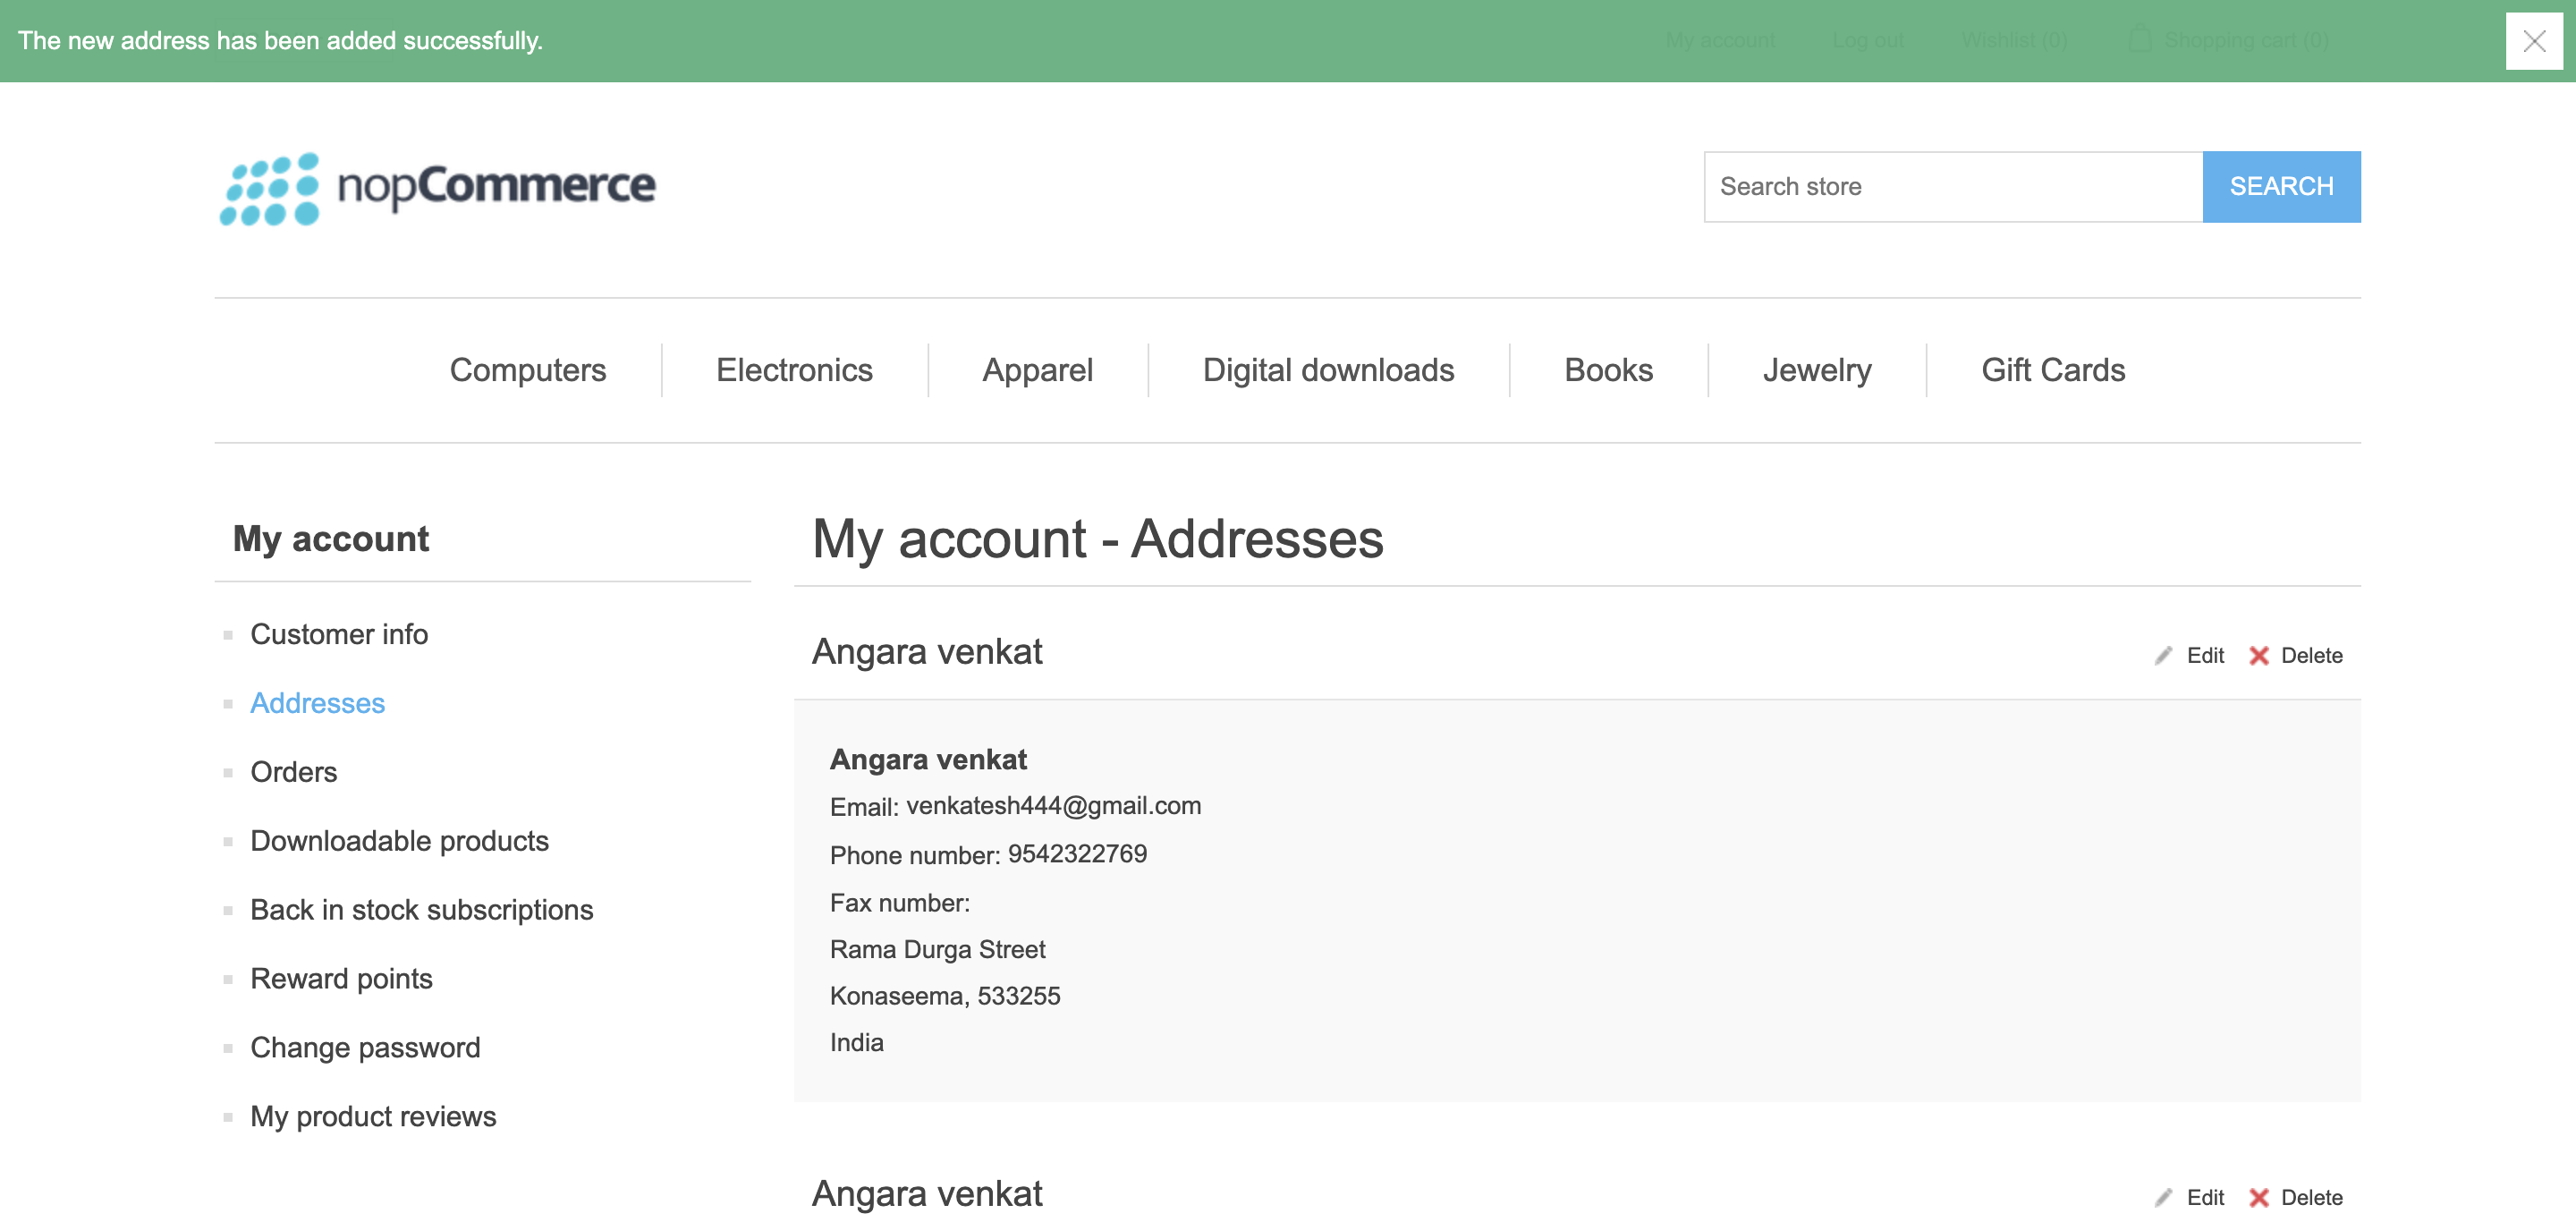 The new address has been added successfully.
My account Log out Wishlist (0) Shopping cart (0)
nopCommerce
Search store SEARCH
Computers Electronics Apparel Digital downloads Books Jewelry Gift Cards
My account
Customer info
Addresses
Orders
Downloadable products
Back in stock subscriptions
Reward points
Change password
My product reviews
My account - Addresses
Angara venkat Edit Delete
Angara venkat
Email: venkatesh444@gmail.com
Phone number: 9542322769
Fax number:
Rama Durga Street
Konaseema, 533255
India
Angara venkat Edit Delete